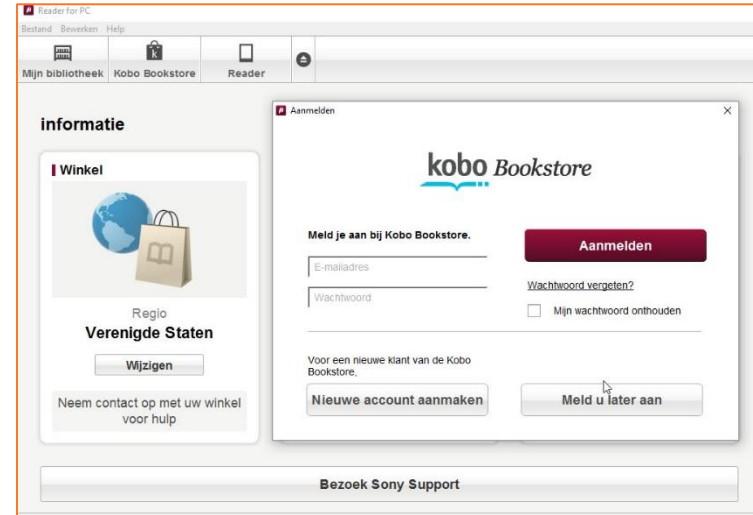 Reader for PC
Bestand Bewerken Help
Mijn bibliotheek Kobo Bookstore Reader
informatie
Winkel
Regio
Verenigde Staten
Wijzigen
Neem contact op met uw winkel
voor hulp
Aanmelden
kobo Bookstore
Meld je aan bij Kobo Bookstore.
E-mailadres
Wachtwoord
Aanmelden
Wachtwoord vergeten?
Mijn wachtwoord onthouden
Voor een nieuwe klant van de Kobo
Bookstore,
Nieuwe account aanmaken
Meld u later aan
Bezoek Sony Support